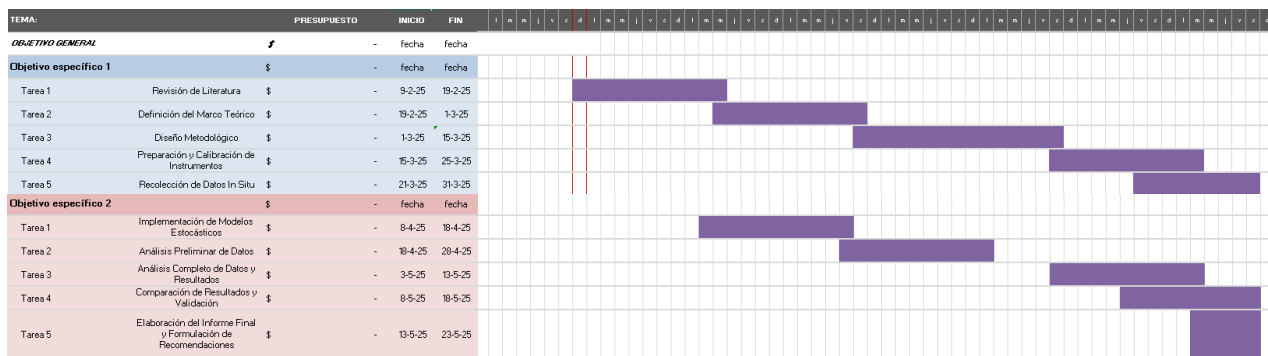 TEMA: PRESUPUESTO INICIO FIN l m m j v s d l m m j v s d l m m j v s d l m m j v s d l m m j v s d l m m j v s d l m m j v s d l m m j v s d
OBJETIVO GENERAL $ - fecha fecha
Objetivo específico 1 $ - fecha fecha
Tarea 1 Revisión de Literatura $ - 9-2-25 19-2-25
Tarea 2 Definición del Marco Teórico $ - 19-2-25 1-3-25
Tarea 3 Diseño Metodológico $ - 1-3-25 15-3-25
Tarea 4 Preparación y Calibración de
Instrumentos $ - 15-3-25 25-3-25
Tarea 5 Recolección de Datos In Situ $ - 21-3-25 31-3-25
Objetivo específico 2 $ - fecha fecha
Tarea 1 Implementación de Modelos
Estocásticos $ - 8-4-25 18-4-25
Tarea 2 Análisis Preliminar de Datos $ - 18-4-25 28-4-25
Tarea 3 Análisis Completo de Datos y
Resultados $ - 3-5-25 13-5-25
Tarea 4 Comparación de Resultados y
Validación $ - 8-5-25 18-5-25
Tarea 5 Elaboración del Informe Final
y Formulación de
Recomendaciones $ - 13-5-25 23-5-25